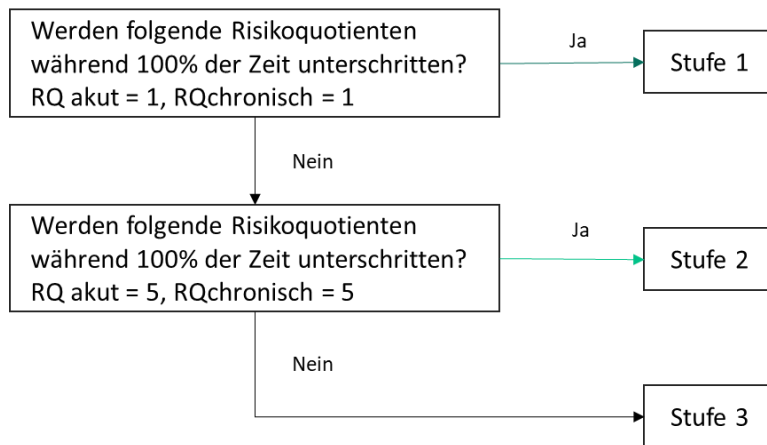 Werden folgende Risikoquotienten
während 100% der Zeit unterschritten?
RQ akut = 1, RQchronisch = 1
Ja
Stufe 1
Nein
Werden folgende Risikoquotienten
während 100% der Zeit unterschritten?
RQ akut = 5, RQchronisch = 5
Ja
Stufe 2
Nein
Stufe 3